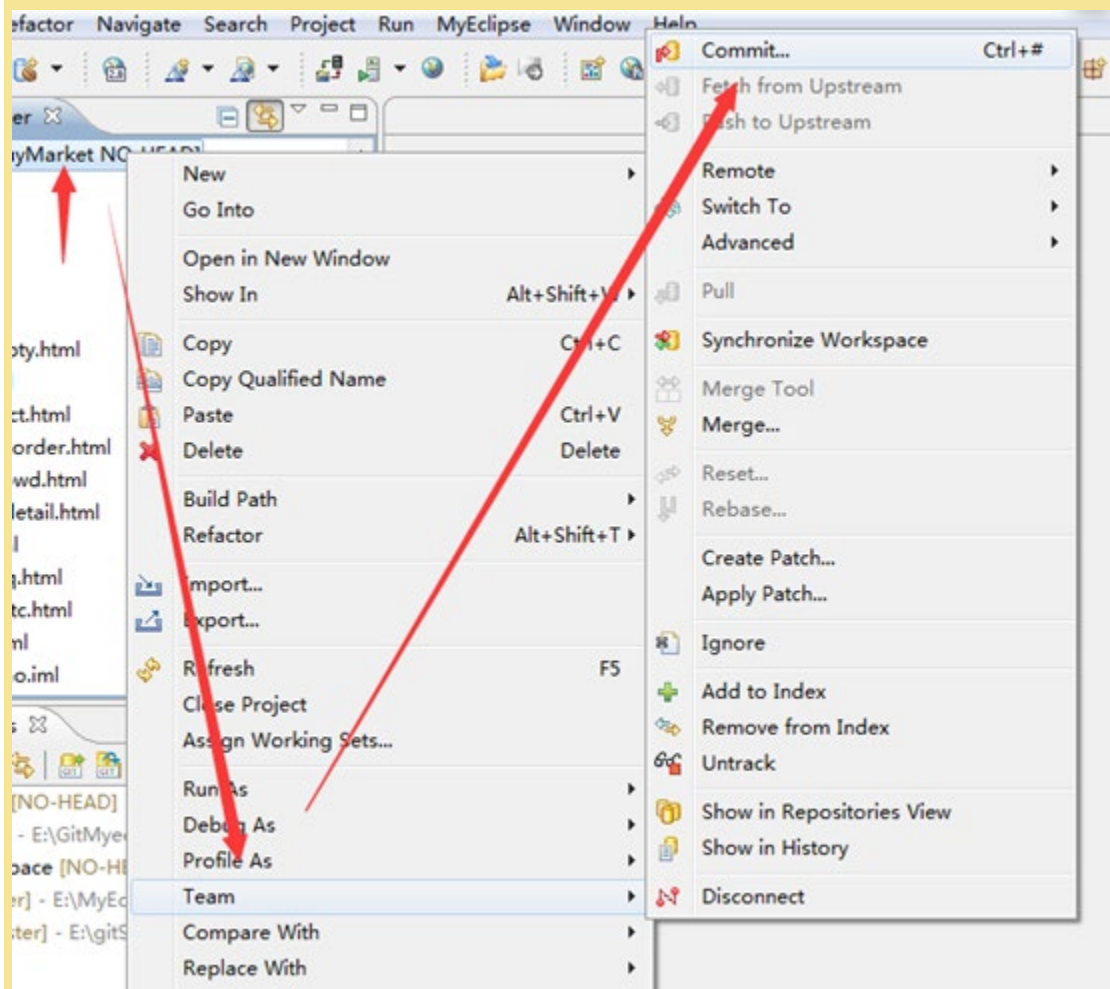 efactor Navigate Search Project Run MyEclipse Window Help
er
uyMarket NO-HEAD]
pty.html
ct.html
order.html
wd.html
letail.html
l
q.html
tc.html
ml
o.iml
s
[NO-HEAD]
- E:\GitMyec
pace [NO-HE
er] - E:\MyEc
ster] - E:\gitS
New
Go Into
Open in New Window
Show In Alt+Shift+W
Copy Ctrl+C
Copy Qualified Name
Paste Ctrl+V
Delete Delete
Build Path
Refactor Alt+Shift+T
Import...
Export...
Refresh F5
Close Project
Assign Working Sets...
Run As
Debug As
Profile As
Team
Compare With
Replace With
Commit... Ctrl+#
Fetch from Upstream
Push to Upstream
Remote
Switch To
Advanced
Pull
Synchronize Workspace
Merge Tool
Merge...
Reset...
Rebase...
Create Patch...
Apply Patch...
Ignore
Add to Index
Remove from Index
Untrack
Show in Repositories View
Show in History
Disconnect